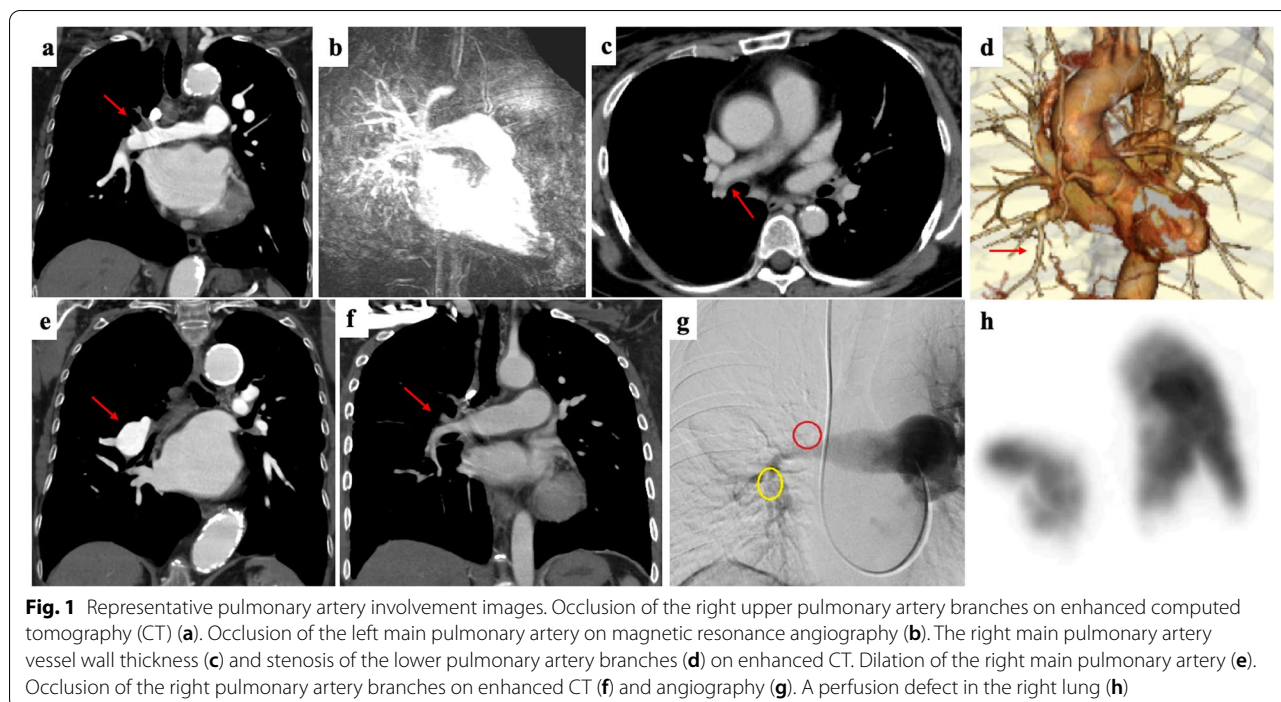 a
b
c
d
e
f
g
h
Fig. 1 Representative pulmonary artery involvement images. Occlusion of the right upper pulmonary artery branches on enhanced computed
tomography (CT) (a). Occlusion of the left main pulmonary artery on magnetic resonance angiography (b). The right main pulmonary artery
vessel wall thickness (c) and stenosis of the lower pulmonary artery branches (d) on enhanced CT. Dilation of the right main pulmonary artery (e).
Occlusion of the right pulmonary artery branches on enhanced CT (f) and angiography (g). A perfusion defect in the right lung (h)